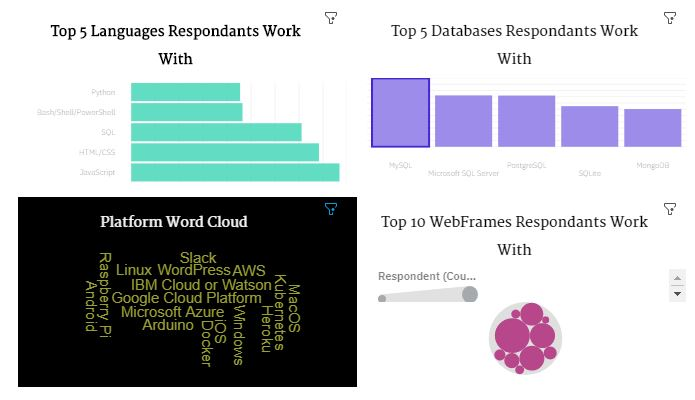 Top 5 Languages Respondants Work
With
Python
Bash/Shell/PowerShell
SQL
HTML/CSS
JavaScript
Top 5 Databases Respondants Work
With
MySQL
Microsoft SQL Server
PostgreSQL
SQLite
MongoDB
Platform Word Cloud
Slack
Linux WordPress AWS
IBM Cloud or Watson
Google Cloud Platform
Microsoft Azure
Arduino
Raspberry Pi
Android
Docker
iOS
Windows
Heroku
Kubernetes
MacOS
Top 10 WebFrames Respondants Work
With
Respondent (Cou...